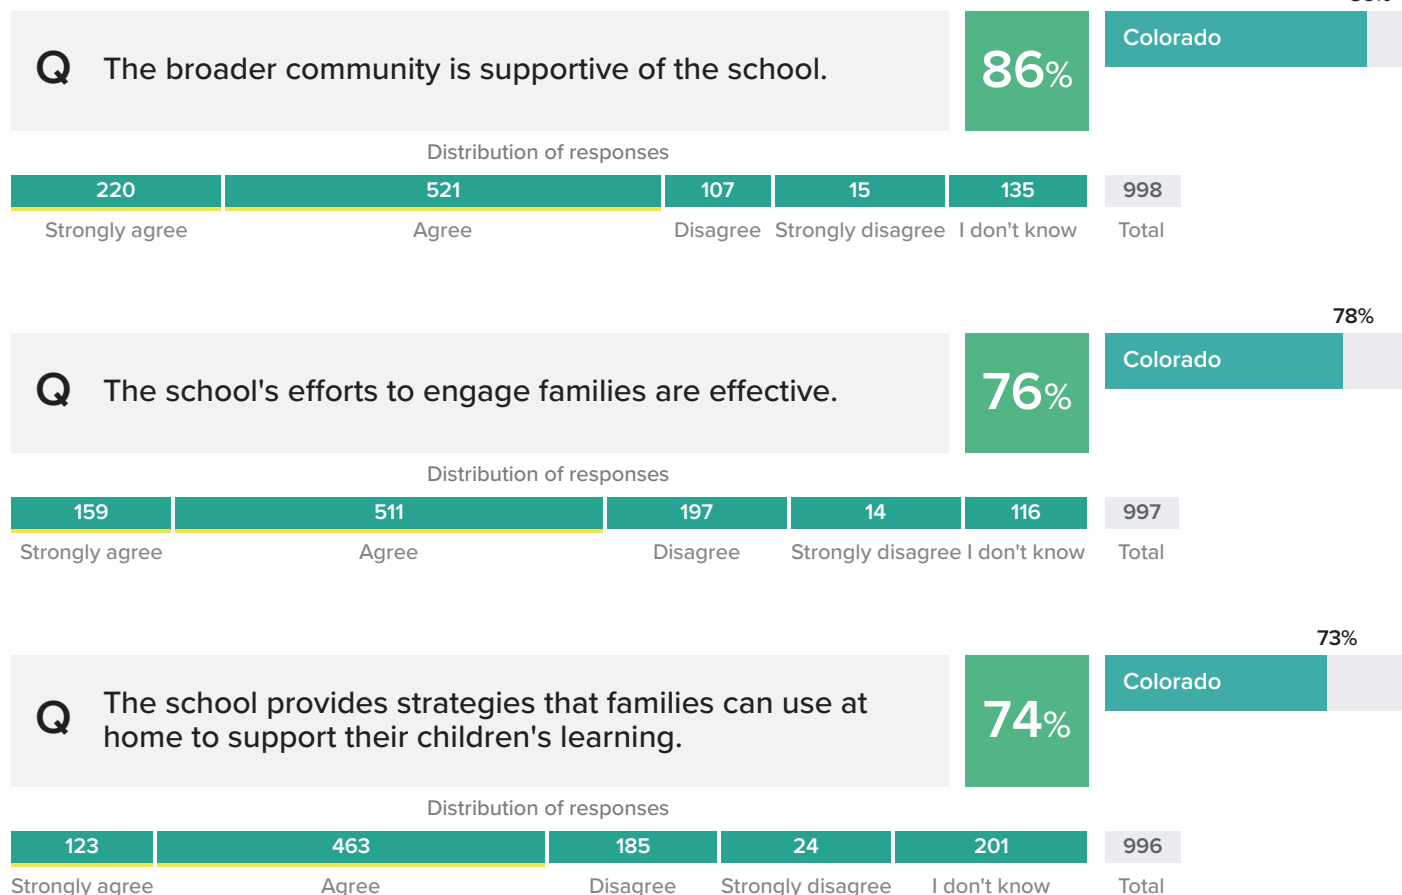 Q The broader community is supportive of the school. 86% Colorado
Distribution of responses
220 521 107 15 135 998
Strongly agree Agree Disagree Strongly disagree I don't know Total
78%
Q The school's efforts to engage families are effective. 76% Colorado
Distribution of responses
159 511 197 14 116 997
Strongly agree Agree Disagree Strongly disagree I don't know Total
73%
Colorado
Q The school provides strategies that families can use at
home to support their children's learning. 74%
Distribution of responses
123 463 185 24 201 996
Strongly agree Agree Disagree Strongly disagree I don't know Total